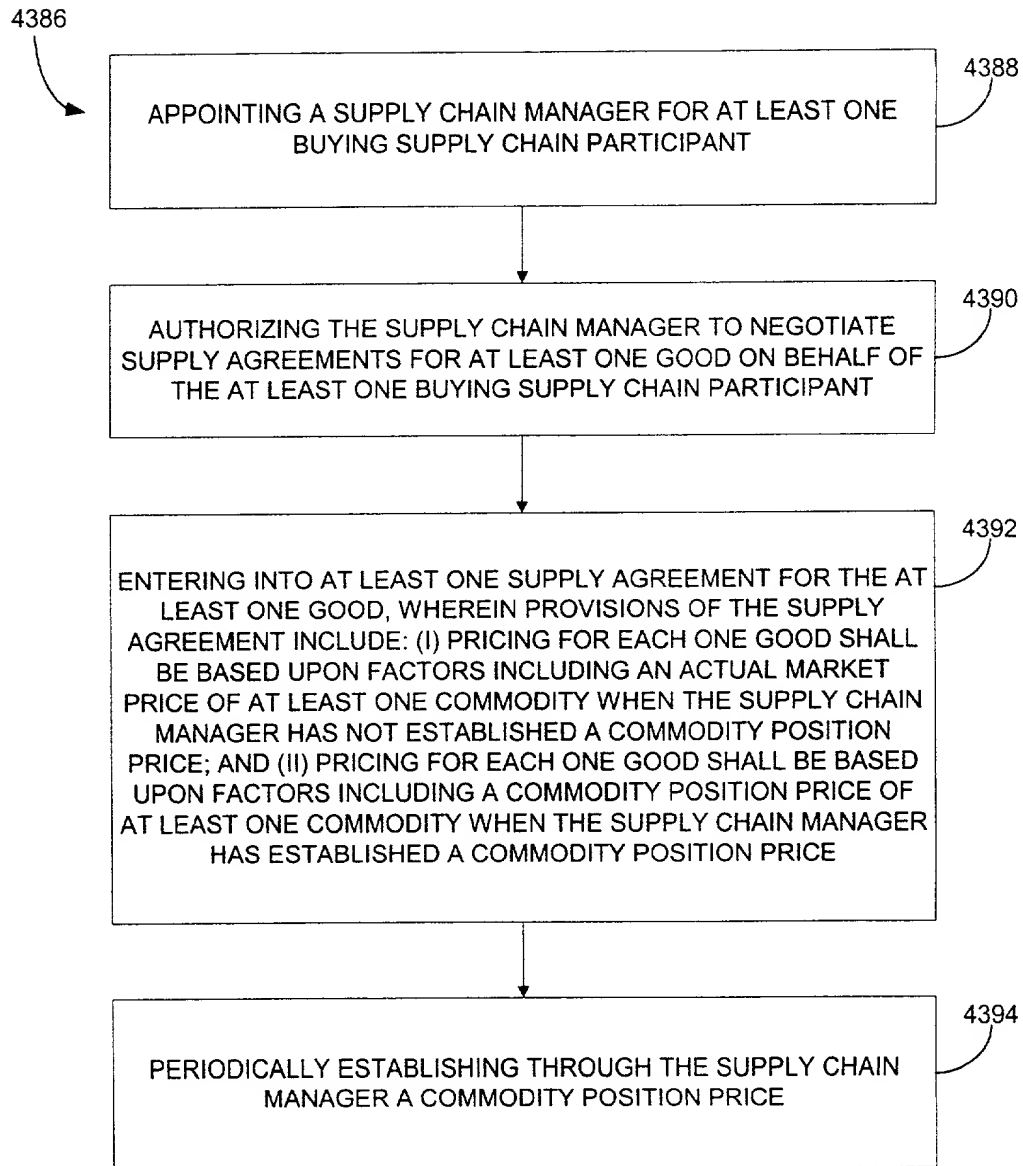 4386
4388
APPOINTING A SUPPLY CHAIN MANAGER FOR AT LEAST ONE
BUYING SUPPLY CHAIN PARTICIPANT
4390
AUTHORIZING THE SUPPLY CHAIN MANAGER TO NEGOTIATE
SUPPLY AGREEMENTS FOR AT LEAST ONE GOOD ON BEHALF OF
THE AT LEAST ONE BUYING SUPPLY CHAIN PARTICIPANT
4392
ENTERING INTO AT LEAST ONE SUPPLY AGREEMENT FOR THE AT
LEAST ONE GOOD, WHEREIN PROVISIONS OF THE SUPPLY
AGREEMENT INCLUDE: (I) PRICING FOR EACH ONE GOOD SHALL
BE BASED UPON FACTORS INCLUDING AN ACTUAL MARKET
PRICE OF AT LEAST ONE COMMODITY WHEN THE SUPPLY CHAIN
MANAGER HAS NOT ESTABLISHED A COMMODITY POSITION
PRICE; AND (II) PRICING FOR EACH ONE GOOD SHALL BE BASED
UPON FACTORS INCLUDING A COMMODITY POSITION PRICE OF
AT LEAST ONE COMMODITY WHEN THE SUPPLY CHAIN MANAGER
HAS ESTABLISHED A COMMODITY POSITION PRICE
4394
PERIODICALLY ESTABLISHING THROUGH THE SUPPLY CHAIN
MANAGER A COMMODITY POSITION PRICE